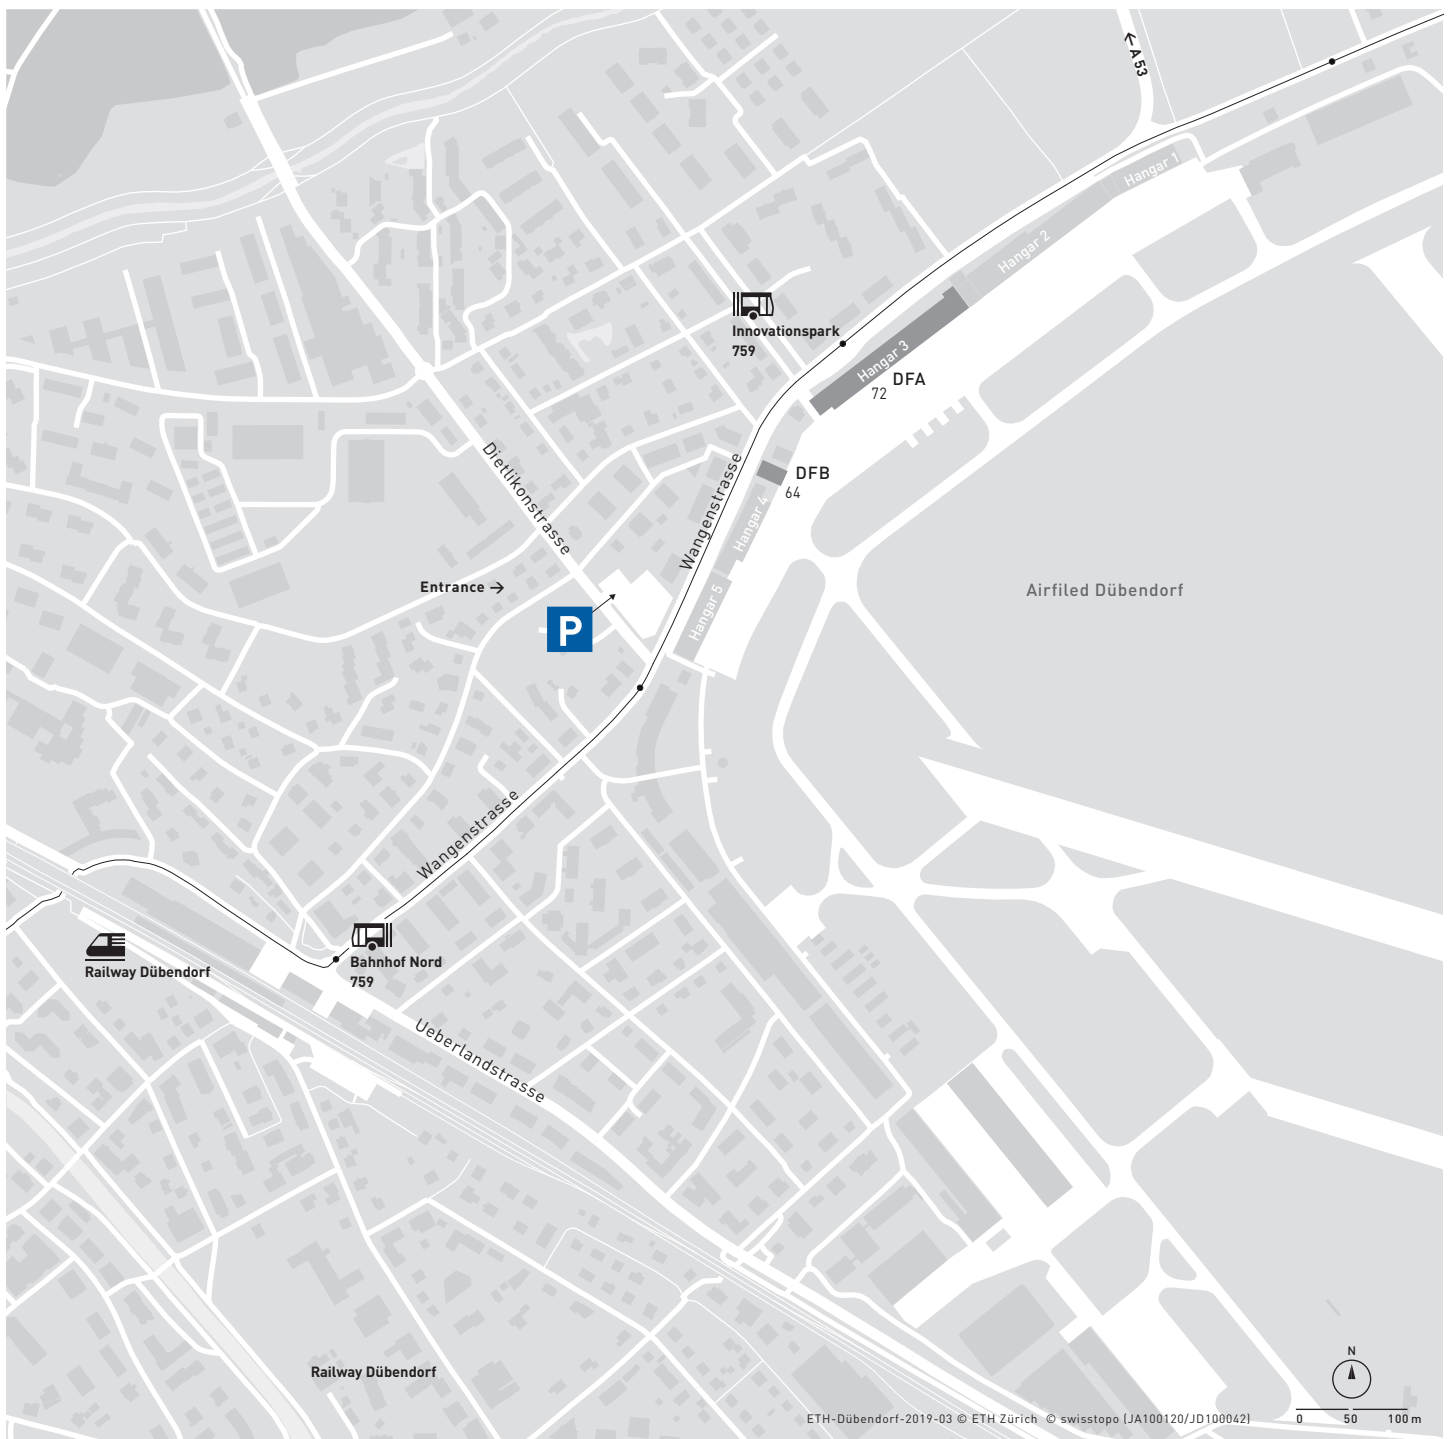 ← A 53
Hangar 1
Hangar 2
Innovationspark
759
Hangar 3
DFA
72
Dietlikonstrasse
Wangenstrasse
DFB
64
Hangar 4
Entrance →
Airfiled Dübendorf
Hangar 5
P
Wangenstrasse
Railway Dübendorf
Bahnhof Nord
759
Ueberlandstrasse
Railway Dübendorf
N
ETH-Dübendorf-2019-03 © ETH Zürich © swisstopo (JA100120/JD100042)
0 50 100 m